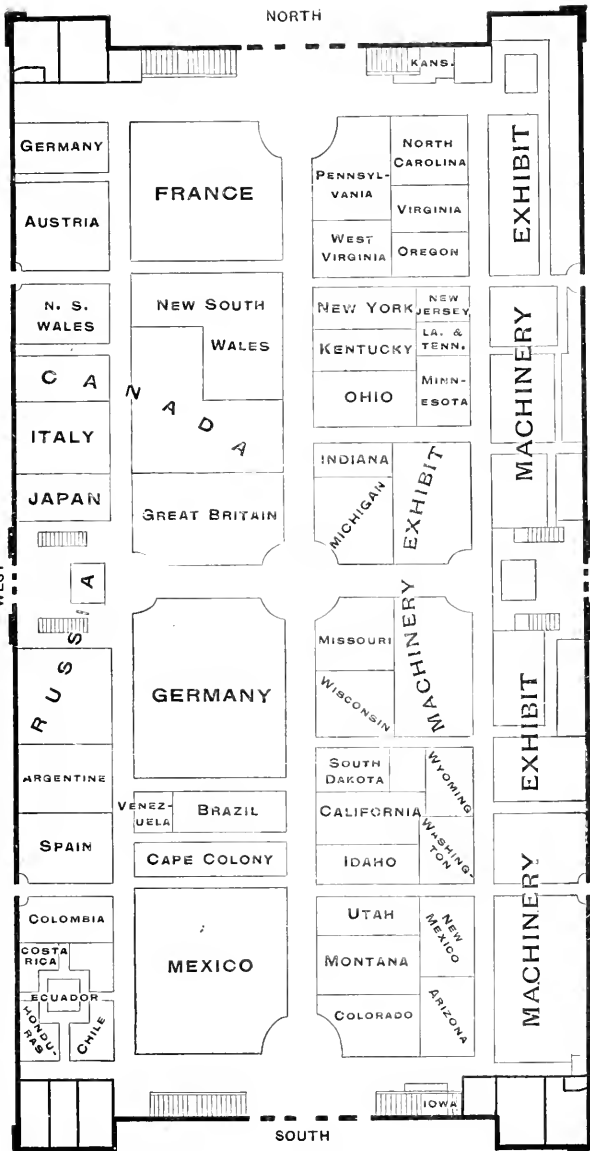 NORTH
KANS.
GERMANY
FRANCE
PENNSYL-
VANIA
NORTH
CAROLINA
EXHIBIT
AUSTRIA
VIRGINIA
WEST
VIRGINIA
OREGON
N. S.
WALES
NEW SOUTH
WALES
NEW YORK
NEW
JERSEY
LA. &
TENN.
KENTUCKY
MACHINERY
CANADA
OHIO
MINN-
ESOTA
ITALY
INDIANA
JAPAN
GREAT BRITAIN
MICHIGAN
EXHIBIT
WEST
RUSSIA
MISSOURI
MACHINERY
GERMANY
WISCONSIN
EXHIBIT
ARGENTINE
SOUTH
DAKOTA
WYOMING
VENEZ-
UELA
BRAZIL
CALIFORNIA
SPAIN
CAPE COLONY
IDAHO
WASHING-
TON
MACHINERY
COLOMBIA
UTAH
NEW
MEXICO
COSTA
RICA
MEXICO
MONTANA
ECUADOR
HONDU-
RAS
CHILE
COLORADO
ARIZONA
IOWA
SOUTH